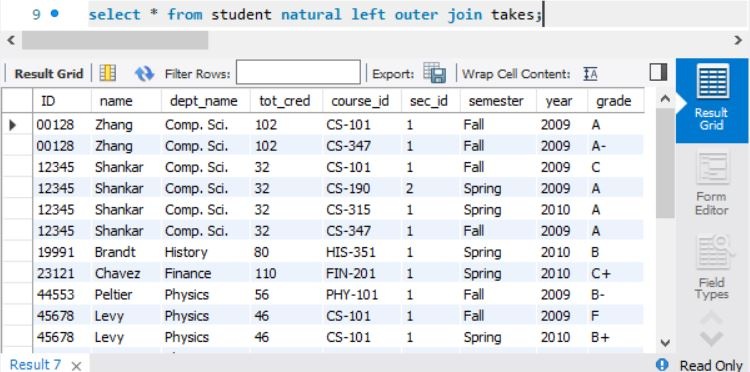 9 select * from student natural left outer join takes;
Result Grid Filter Rows: Export: Wrap Cell Content: IA
ID name dept_name tot_cred course_id sec_id semester year grade
00128 Zhang Comp. Sci. 102 CS-101 1 Fall 2009 A
00128 Zhang Comp. Sci. 102 CS-347 1 Fall 2009 A-
12345 Shankar Comp. Sci. 32 CS-101 1 Fall 2009 C
12345 Shankar Comp. Sci. 32 CS-190 2 Spring 2009 A
12345 Shankar Comp. Sci. 32 CS-315 1 Spring 2010 A
12345 Shankar Comp. Sci. 32 CS-347 1 Fall 2009 A
19991 Brandt History 80 HIS-351 1 Spring 2010 B
23121 Chavez Finance 110 FIN-201 1 Spring 2010 C+
44553 Peltier Physics 56 PHY-101 1 Fall 2009 B-
45678 Levy Physics 46 CS-101 1 Fall 2009 F
45678 Levy Physics 46 CS-101 1 Spring 2010 B+
Result
Grid
Form
Editor
Field
Types
Result 7 Read Only